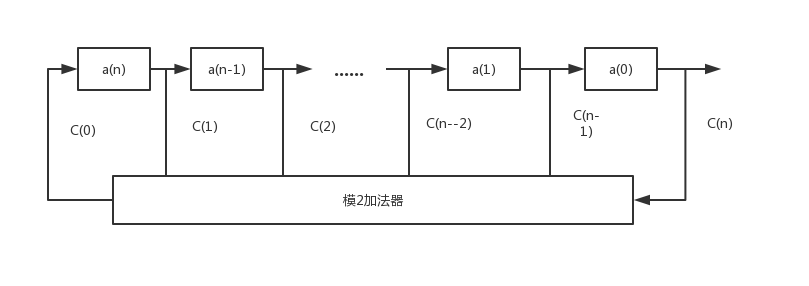 a(n)
a(n-1)
......
a(1)
a(0)
C(0)
C(1)
C(2)
C(n--2)
C(n-
1)
C(n)
模2加法器